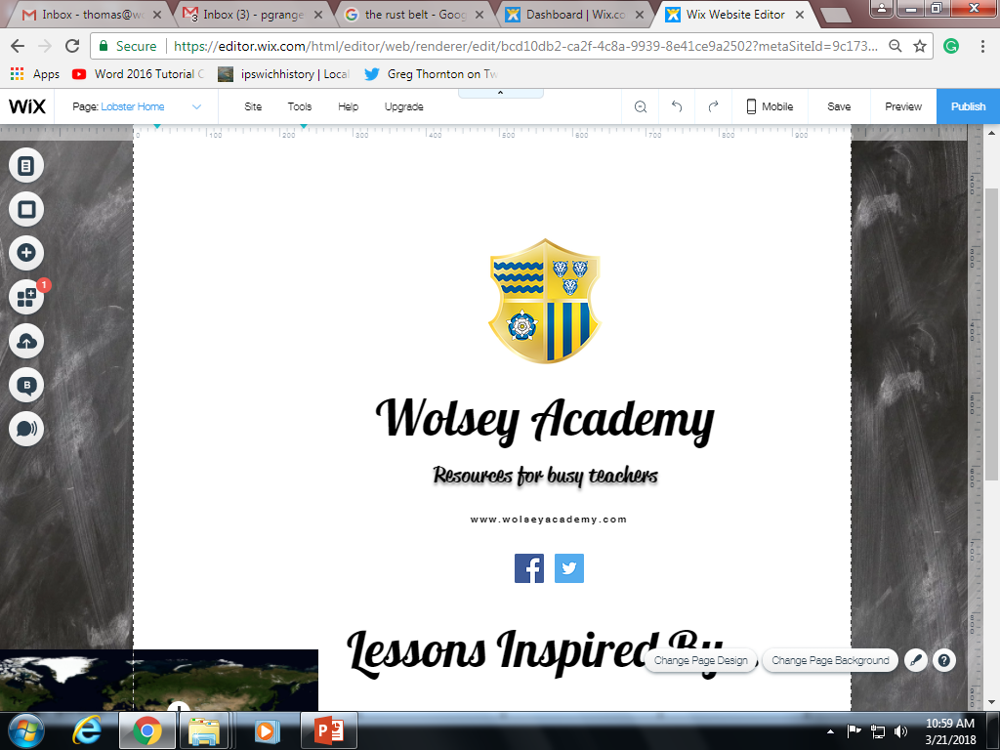 Inbox - thomas@wo
Inbox (3) - pgrange
the rust belt - Goog
Dashboard | Wix.co
Wix Website Editor
Secure
https://editor.wix.com/html/editor/web/renderer/edit/bcd10db2-ca2f-4c8a-9939-8e41ce9a2502?metaSiteId=9c173...
Apps
Word 2016 Tutorial
ipswichhistory | Local
Greg Thornton on Tw
WiX
Page: Lobster Home
Site
Tools
Help
Upgrade
Mobile
Save
Preview
Publish
0 100 200 300 400 500 600 700 800 900
1
B
Wolsey Academy
Resources for busy teachers
www.wolseyacademy.com
Lessons Inspired By
Change Page Design
Change Page Background
10:59 AM
3/21/2018